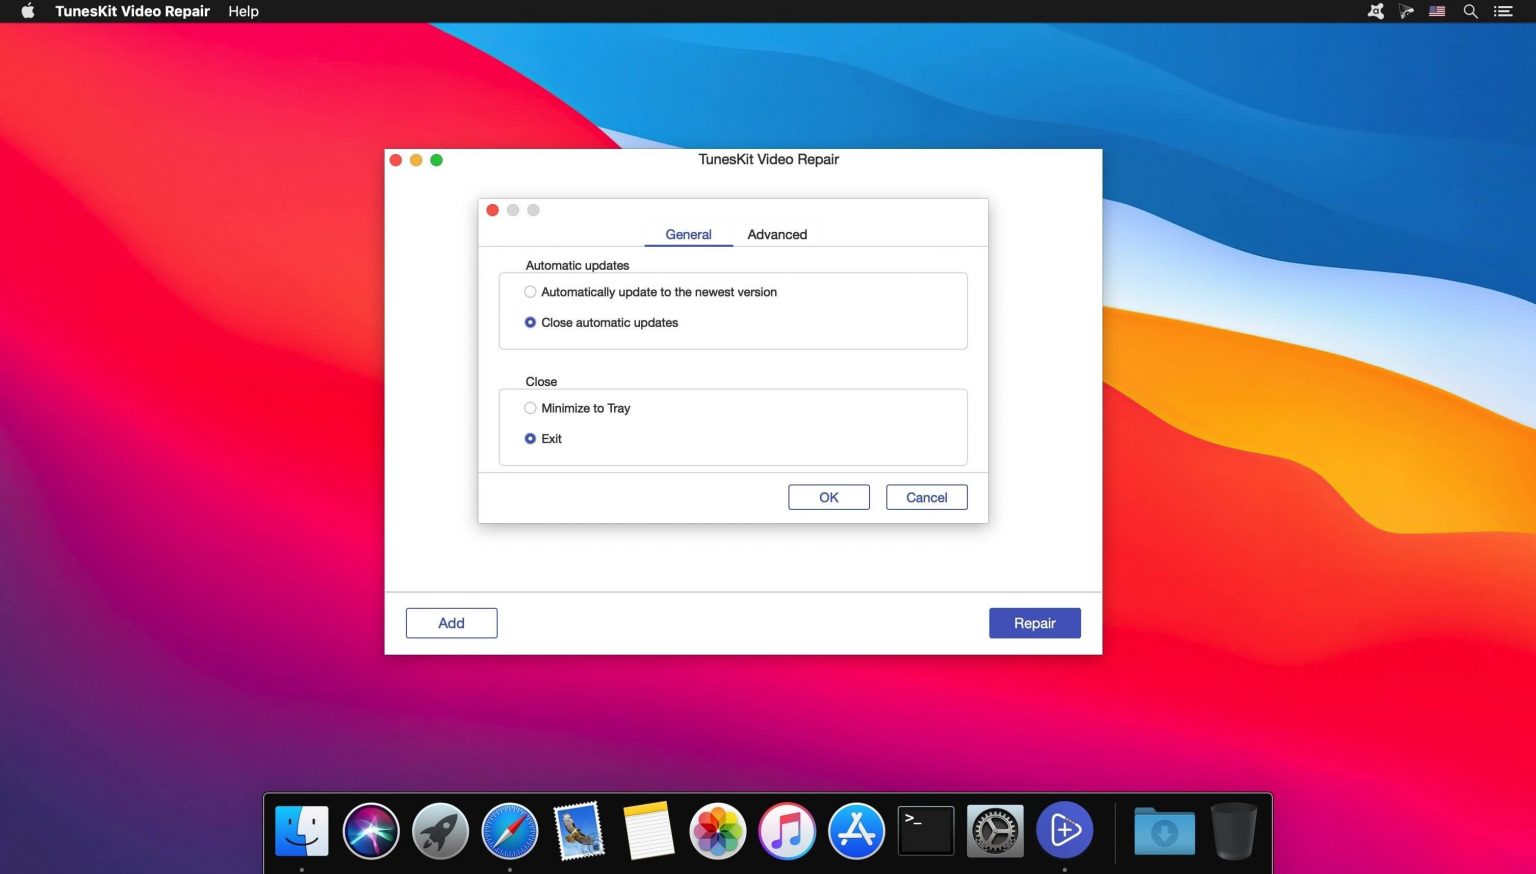 TunesKit Video Repair Help
TunesKit Video Repair
General Advanced
Automatic updates
Automatically update to the newest version
Close automatic updates
Close
Minimize to Tray
Exit
OK Cancel
Add Repair
>_